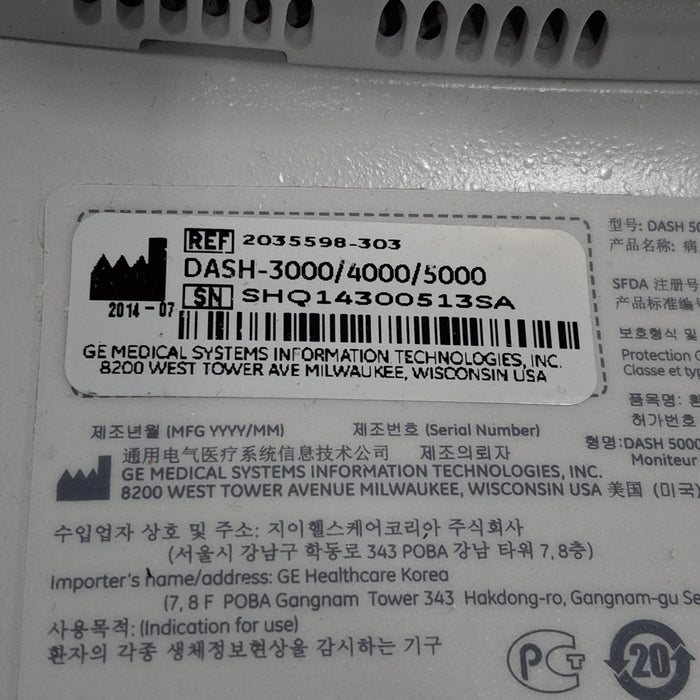 REF 2035598-303
DASH-3000/4000/5000
SN SHQ14300513SA
2014-07
GE MEDICAL SYSTEMS INFORMATION TECHNOLOGIES, INC.
8200 WEST TOWER AVE MILWAUKEE, WISCONSIN USA
型号: DASH 50
产品名称: 病
SFDA 注册号
产品标准编号
보호형식 및
Protection C
Classe et typ
품목명: 환
허가번호
형명:DASH 5000
Moniteur
제조년월 (MFG YYYY/MM) 제조번호 (Serial Number)
通用电气医疗系统信息技术公司 제조의뢰자
GE MEDICAL SYSTEMS INFORMATION TECHNOLOGIES, INC.
8200 WEST TOWER AVENUE MILWAUKEE, WISCONSIN USA 美国 (미국)
수입업자 상호 및 주소: 지이헬스케어코리아 주식회사
(서울시 강남구 학동로 343 POBA 강남 타워 7, 8층)
Importer's name/address: GE Healthcare Korea
(7, 8 F POBA Gangnam Tower 343 Hakdong-ro, Gangnam-gu Se
사용목적: (Indication for use)
환자의 각종 생체정보현상을 감시하는 기구
PCT
20